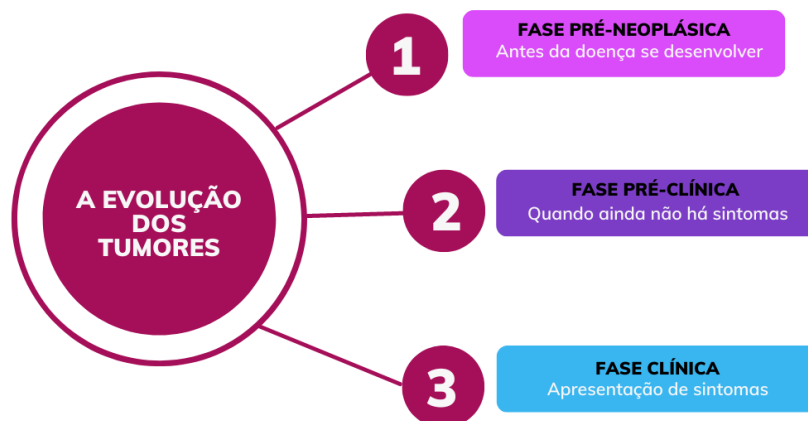 A EVOLUÇÃO
DOS
TUMORES
1
FASE PRÉ-NEOPLÁSICA
Antes da doença se desenvolver
2
FASE PRÉ-CLÍNICA
Quando ainda não há sintomas
3
FASE CLÍNICA
Apresentação de sintomas